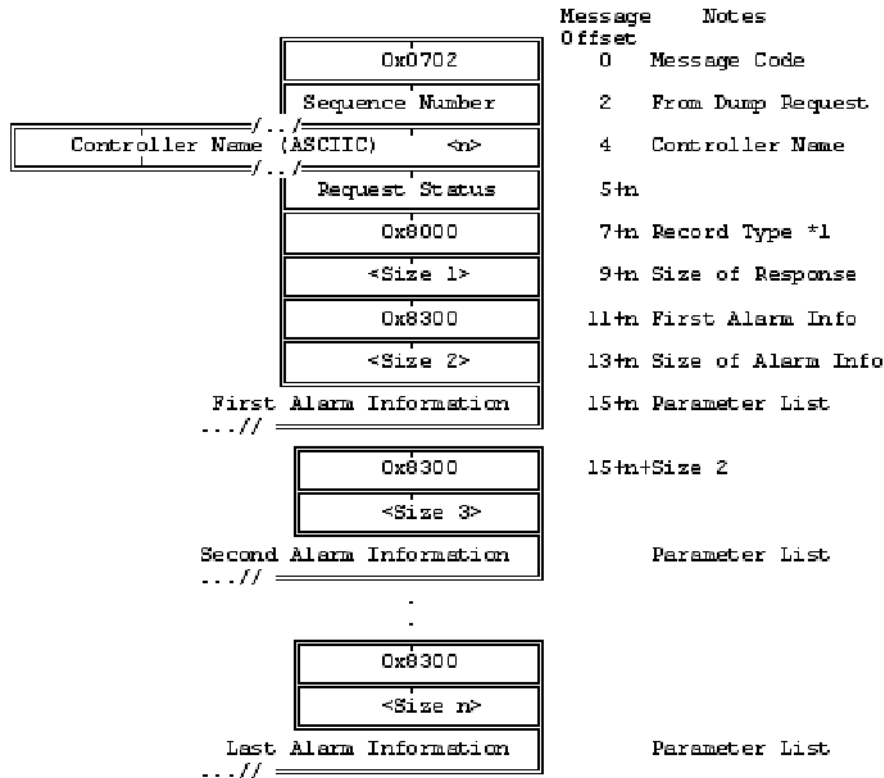 Message Notes
Offset
0x0702 0 Message Code
Sequence Number 2 From Dump Request
/../
Controller Name (ASCIIC) <n> 4 Controller Name
/../
Request Status 5+n
0x8000 7+n Record Type *1
<Size 1> 9+n Size of Response
0x8300 11+n First Alarm Info
<Size 2> 13+n Size of Alarm Info
First Alarm Information 15+n Parameter List
...//
0x8300 15+n+Size 2
<Size 3>
Second Alarm Information Parameter List
...//
.
.
0x8300
<Size n>
Last Alarm Information Parameter List
...//